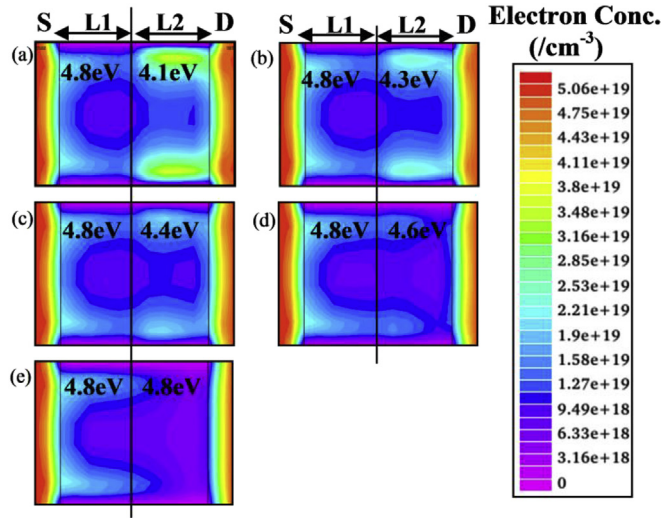 S L1 L2 D
Electron Conc.
(/cm-3)
(a) 4.8eV 4.1eV
(b) 4.8eV 4.3eV
(c) 4.8eV 4.4eV
(d) 4.8eV 4.6eV
(e) 4.8eV 4.8eV
5.06e+19
4.75e+19
4.43e+19
4.11e+19
3.8e+19
3.48e+19
3.16e+19
2.85e+19
2.53e+19
2.21e+19
1.9e+19
1.58e+19
1.27e+19
9.49e+18
6.33e+18
3.16e+18
0